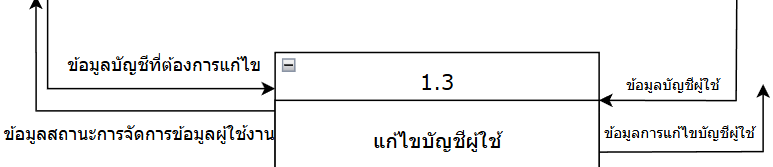 ข้อมูลบัญชีที่ต้องการแก้ไข
1.3
ข้อมูลบัญชีผู้ใช้
ข้อมูลสถานะการจัดการข้อมูลผู้ใช้งาน
แก้ไขบัญชีผู้ใช้
ข้อมูลการแก้ไขบัญชีผู้ใช้